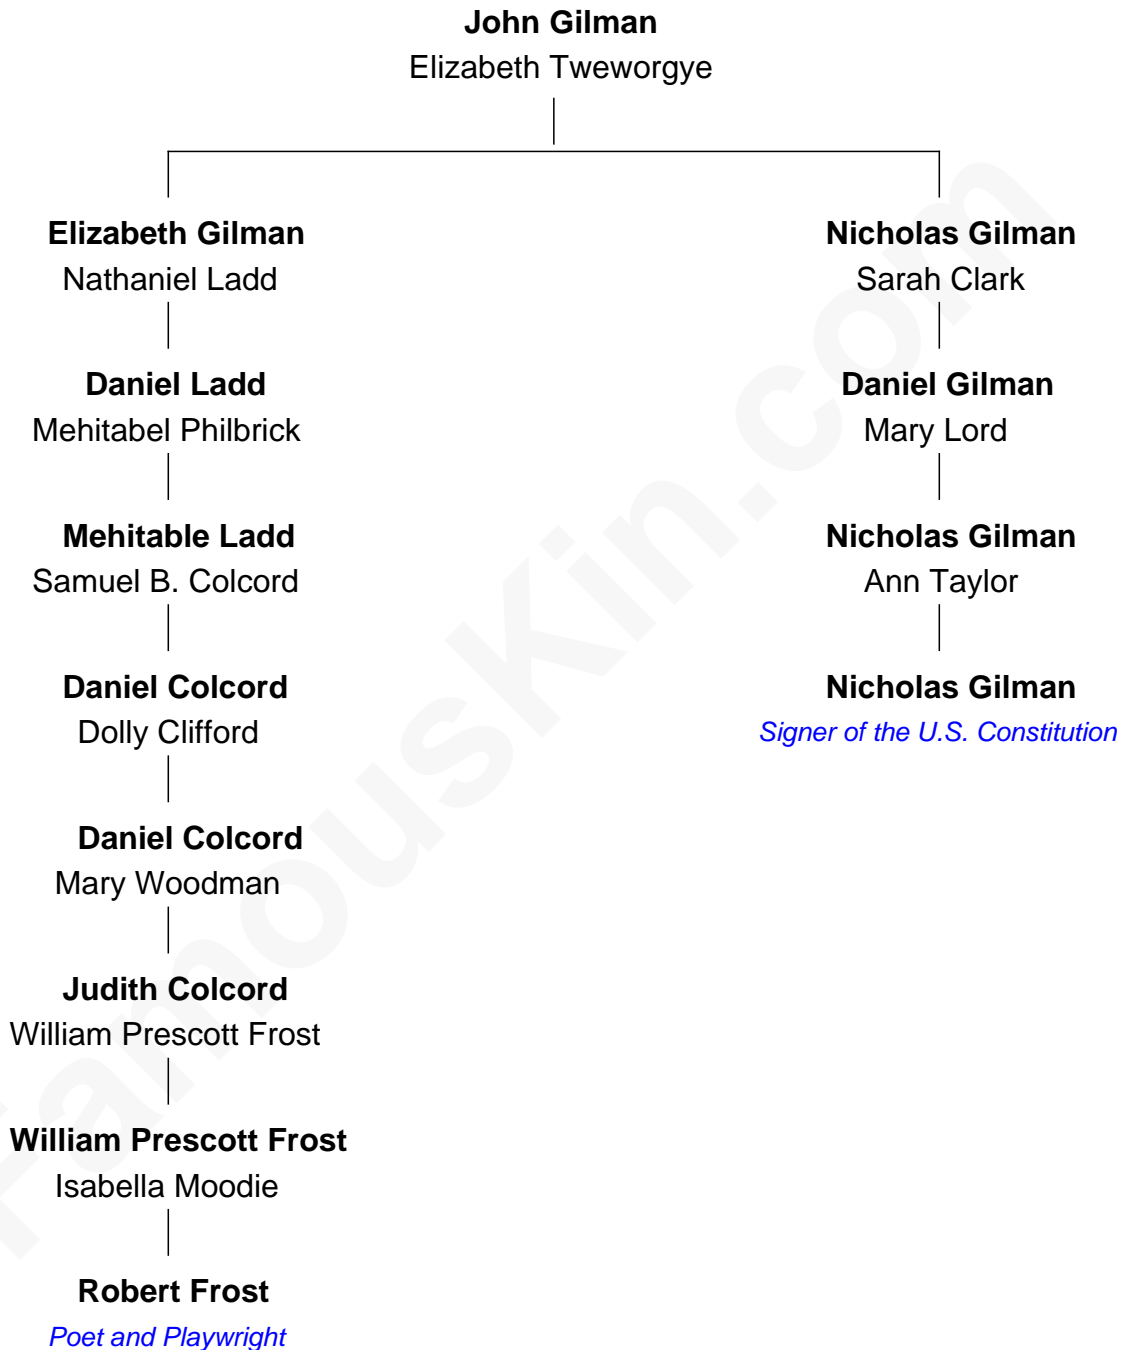 John Gilman
Elizabeth Tweworgye
Elizabeth Gilman
Nathaniel Ladd
Daniel Ladd
Mehitabel Philbrick
Mehitable Ladd
Samuel B. Colcord
Daniel Colcord
Dolly Clifford
Daniel Colcord
Mary Woodman
Judith Colcord
William Prescott Frost
William Prescott Frost
Isabella Moodie
Robert Frost
Poet and Playwright
Nicholas Gilman
Sarah Clark
Daniel Gilman
Mary Lord
Nicholas Gilman
Ann Taylor
Nicholas Gilman
Signer of the U.S. Constitution
FamousKin.com